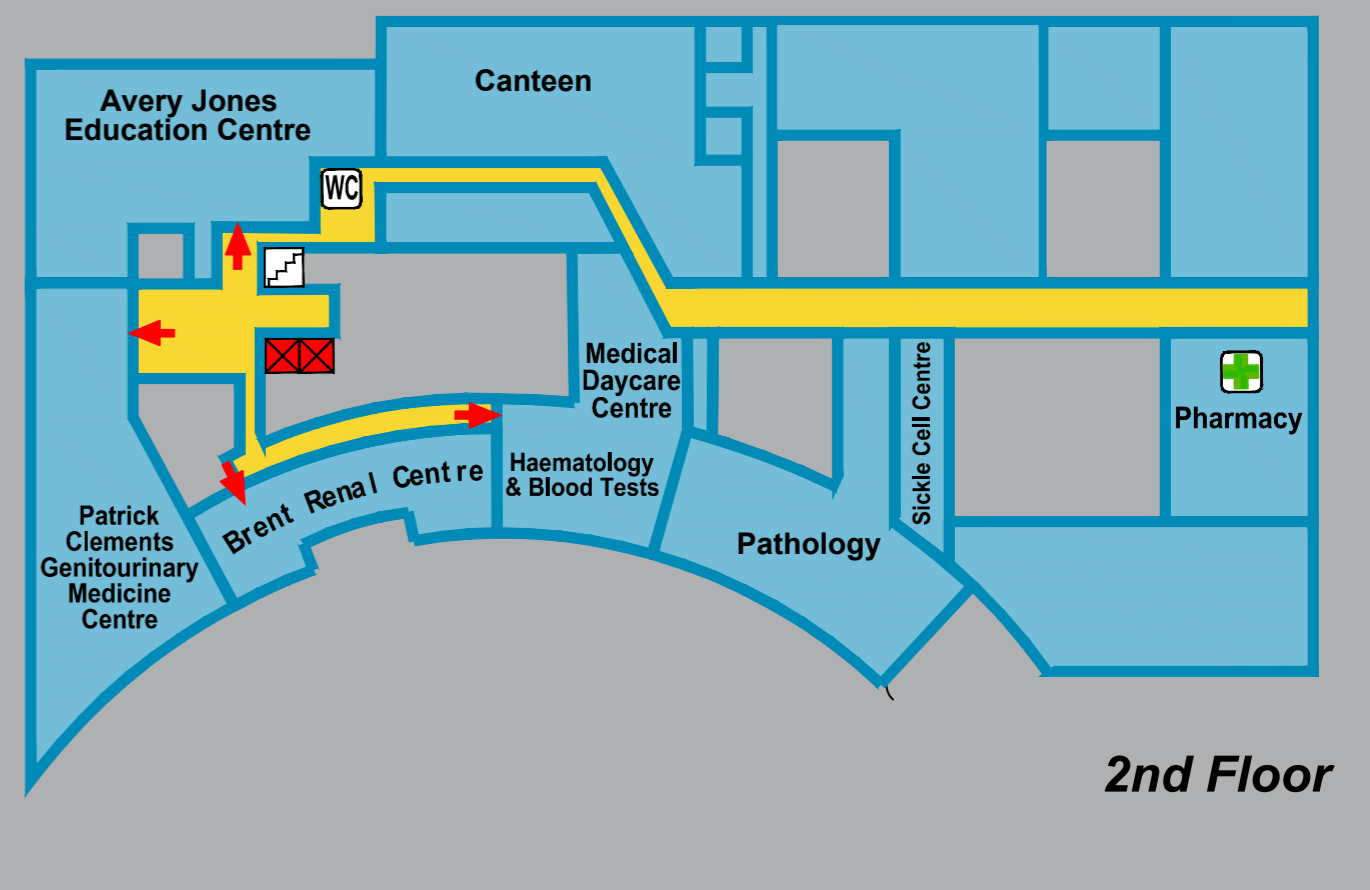 Avery Jones
Education Centre
Canteen
WC
Medical
Daycare
Centre
Sickle Cell Centre
Pharmacy
Haematology
& Blood Tests
Brent Renal Centre
Patrick
Clements
Genitourinary
Medicine
Centre
Pathology
2nd Floor